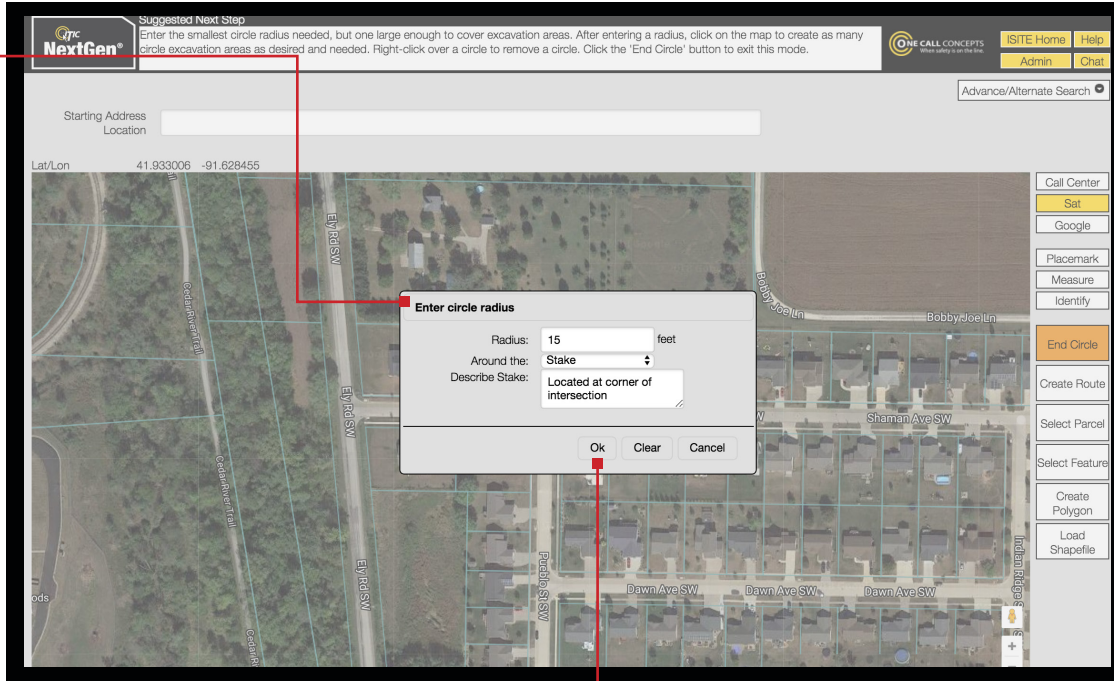 QTIC
NextGen®
Suggested Next Step
Enter the smallest circle radius needed, but one large enough to cover excavation areas. After entering a radius, click on the map to create as many
circle excavation areas as desired and needed. Right-click over a circle to remove a circle. Click the 'End Circle' button to exit this mode.
ONE CALL CONCEPTS
When safety is on the line.
ISITE Home
Help
Admin
Chat
Advance/Alternate Search
Starting Address
Location
Lat/Lon 41.933006 -91.628455
Call Center
Sat
Google
Placemark
Measure
Identify
End Circle
Create Route
Select Parcel
Select Feature
Create
Polygon
Load
Shapefile
Ely Rd SW
Cedar River Trail
Bobby Joe Ln
Bobby Joe Ln
Enter circle radius
Radius: 15 feet
Around the: Stake
Describe Stake: Located at corner of
intersection
Ok Clear Cancel
Ely Rd SW
W
Shaman Ave SW
Cedar River Trail
Ely Rd SW
Pueblo St SW
Dawn Ave SW
Dawn Ave SW
Dawn Ave SW
Indian Ridge S
ods
Cedar Ri
+